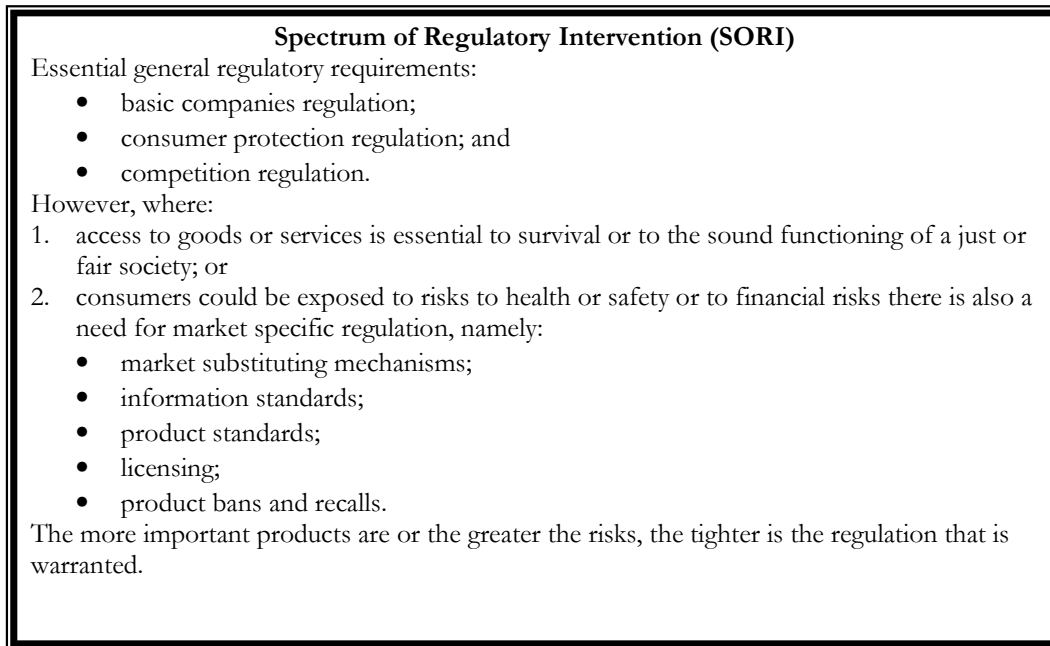 Spectrum of Regulatory Intervention (SORI)
Essential general regulatory requirements:
• basic companies regulation;
• consumer protection regulation; and
• competition regulation.
However, where:
1. access to goods or services is essential to survival or to the sound functioning of a just or
fair society; or
2. consumers could be exposed to risks to health or safety or to financial risks there is also a
need for market specific regulation, namely:
• market substituting mechanisms;
• information standards;
• product standards;
• licensing;
• product bans and recalls.
The more important products are or the greater the risks, the tighter is the regulation that is
warranted.